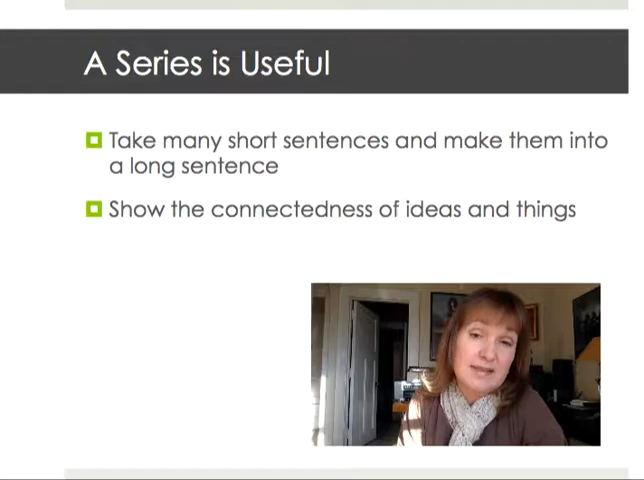 A Series is Useful
Take many short sentences and make them into
a long sentence
Show the connectedness of ideas and things